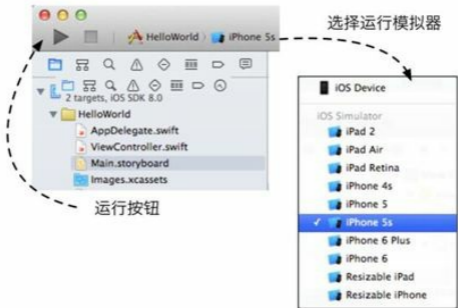 选择运行模拟器
HelloWorld
iPhone 5s
2 targets, iOS SDK 8.0
HelloWorld
AppDelegate.swift
ViewController.swift
Main.storyboard
Images.xcassets
运行按钮
iOS Device
iOS Simulator
iPad 2
iPad Air
iPad Retina
iPhone 4s
iPhone 5
iPhone 5s
iPhone 6 Plus
iPhone 6
Resizable iPad
Resizable iPhone